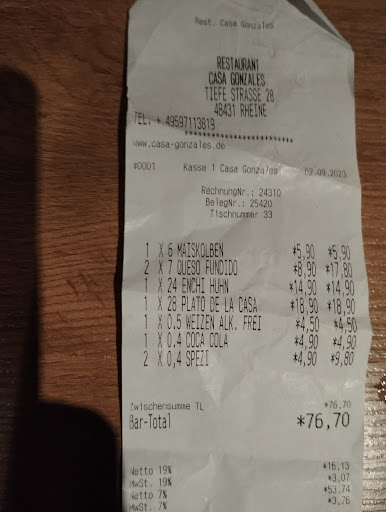 Rest. Casa Gonzales
RESTAURANT
CASA GONZALES
TIEFE STRASSE 28
48431 RHEINE
TEL. + 49597113819
**************************
www.casa-gonzales.de
#0001 Kasse 1 Casa Gonzales 02.09.2023
RechnungNr.: 24310
BelegNr.: 25420
Tischnummer 33
1 X 6 MAISKOLBEN *5,90 *5,90
2 X 7 QUESO FUNDIDO *8,90 *17,80
1 X 24 ENCHI HUHN *14,90 *14,90
1 X 28 PLATO DE LA CASA *18,90 *18,90
1 X 0,5 WEIZEN ALK. FREI *4,50 *4,50
1 X 0,4 COCA COLA *4,90 *4,90
2 X 0,4 SPEZI *4,90 *9,80
Zwischensumme TL *76,70
Bar-Total *76,70
Netto 19% *16,13
MwSt. 19% *3,07
Netto 7% *53,74
MwSt. 7% *3,76